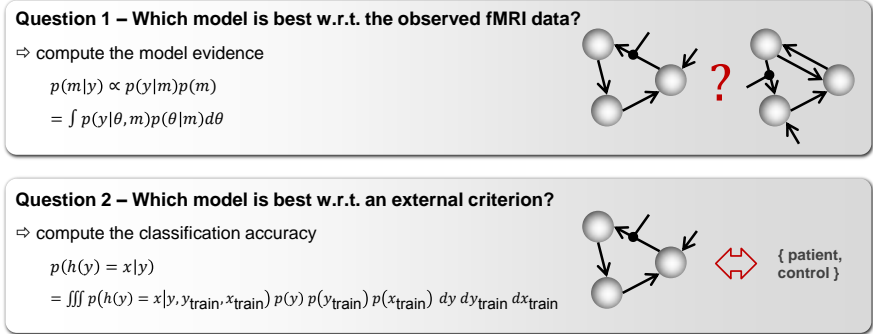 Question 1 – Which model is best w.r.t. the observed fMRI data?
⇨ compute the model evidence
p(m|y) ∝ p(y|m)p(m)
= ∫ p(y|θ, m)p(θ|m)dθ
?
Question 2 – Which model is best w.r.t. an external criterion?
⇨ compute the classification accuracy
p(h(y) = x|y)
= ∭ p(h(y) = x|y, y_train, x_train) p(y) p(y_train) p(x_train) dy dy_train dx_train
{ patient,
control }